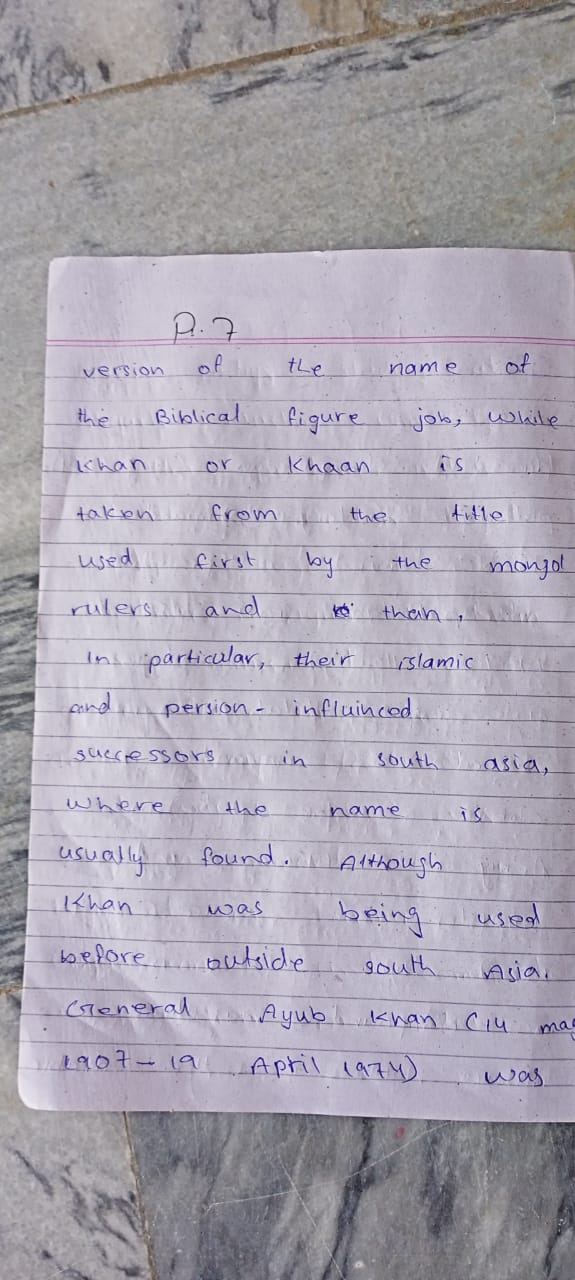 P. 7
version of the name of
the Biblical figure job, while
Khan or Khaan is
taken from the title
used first by the mongol
rulers and than,
In particular, their islamic
and persion- influinced
successors in south asia,
where the name is
usually found. Although
Khan was being used
before outside south Asia.
General Ayub Khan (14 may
1907- 19 April 1974) was